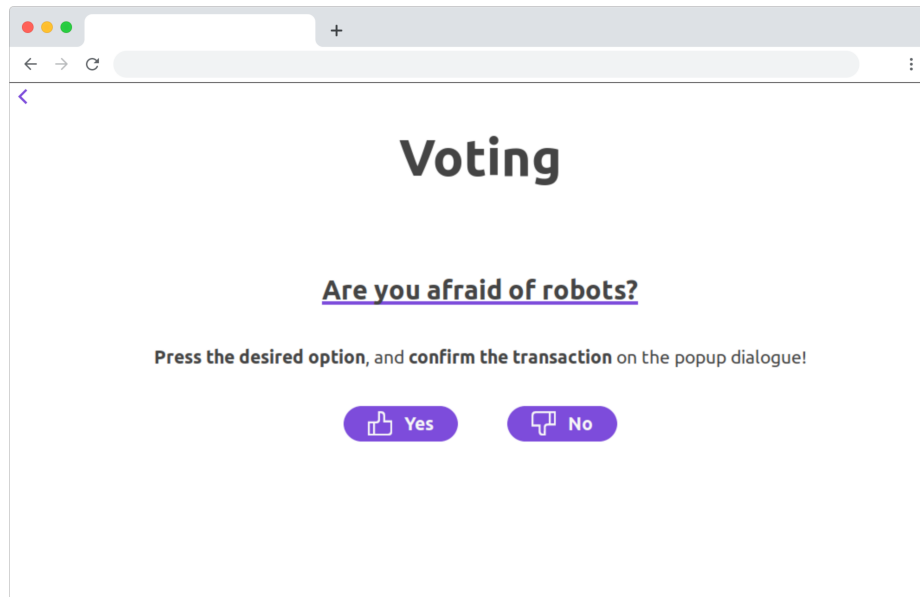 Voting
Are you afraid of robots?
Press the desired option, and confirm the transaction on the popup dialogue!
Yes
No